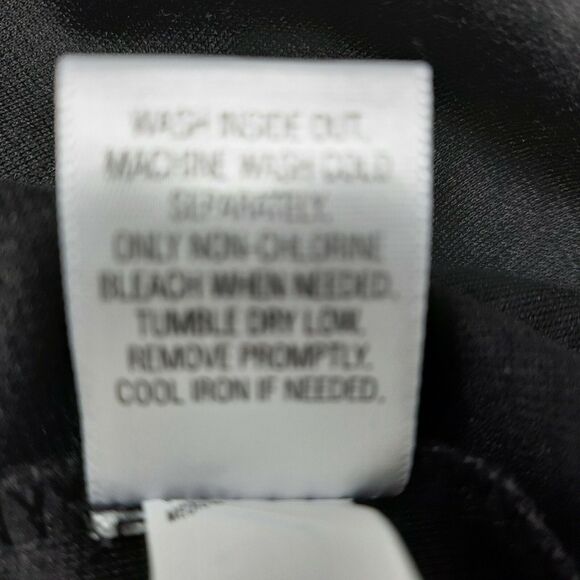 WASH INSIDE OUT.
MACHINE WASH COLD
SEPARATELY.
ONLY NON-CHLORINE
BLEACH WHEN NEEDED.
TUMBLE DRY LOW.
REMOVE PROMPTLY.
COOL IRON IF NEEDED.